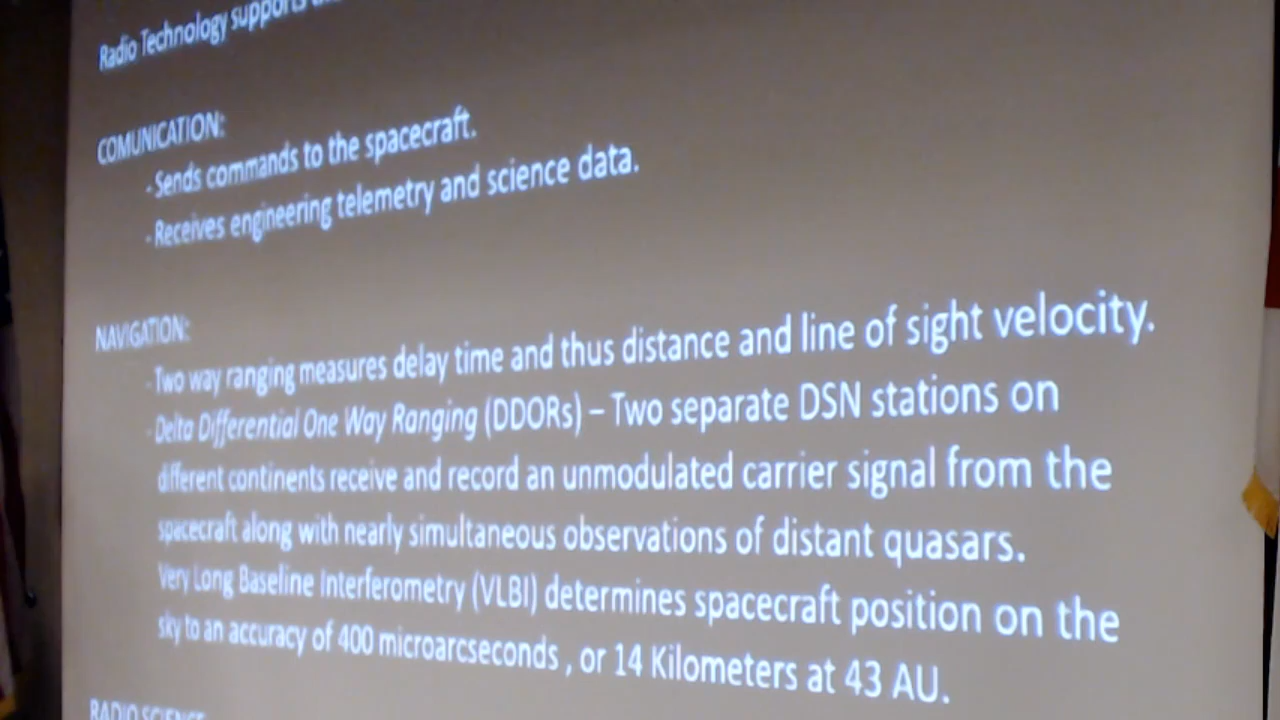 Radio Technology supports
COMUNICATION:
- Sends commands to the spacecraft.
- Receives engineering telemetry and science data.
NAVIGATION:
- Two way ranging measures delay time and thus distance and line of sight velocity.
- Delta Differential One Way Ranging (DDORs) – Two separate DSN stations on
different continents receive and record an unmodulated carrier signal from the
spacecraft along with nearly simultaneous observations of distant quasars.
Very Long Baseline Interferometry (VLBI) determines spacecraft position on the
sky to an accuracy of 400 microarcseconds , or 14 Kilometers at 43 AU.
RADIO SCIENCE